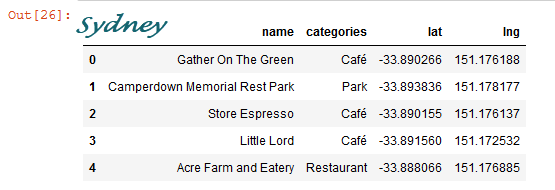 Out[26]:
Sydney
name categories lat lng
0 Gather On The Green Café -33.890266 151.176188
1 Camperdown Memorial Rest Park Park -33.893836 151.178177
2 Store Espresso Café -33.890155 151.176137
3 Little Lord Café -33.891560 151.172532
4 Acre Farm and Eatery Restaurant -33.888066 151.176885